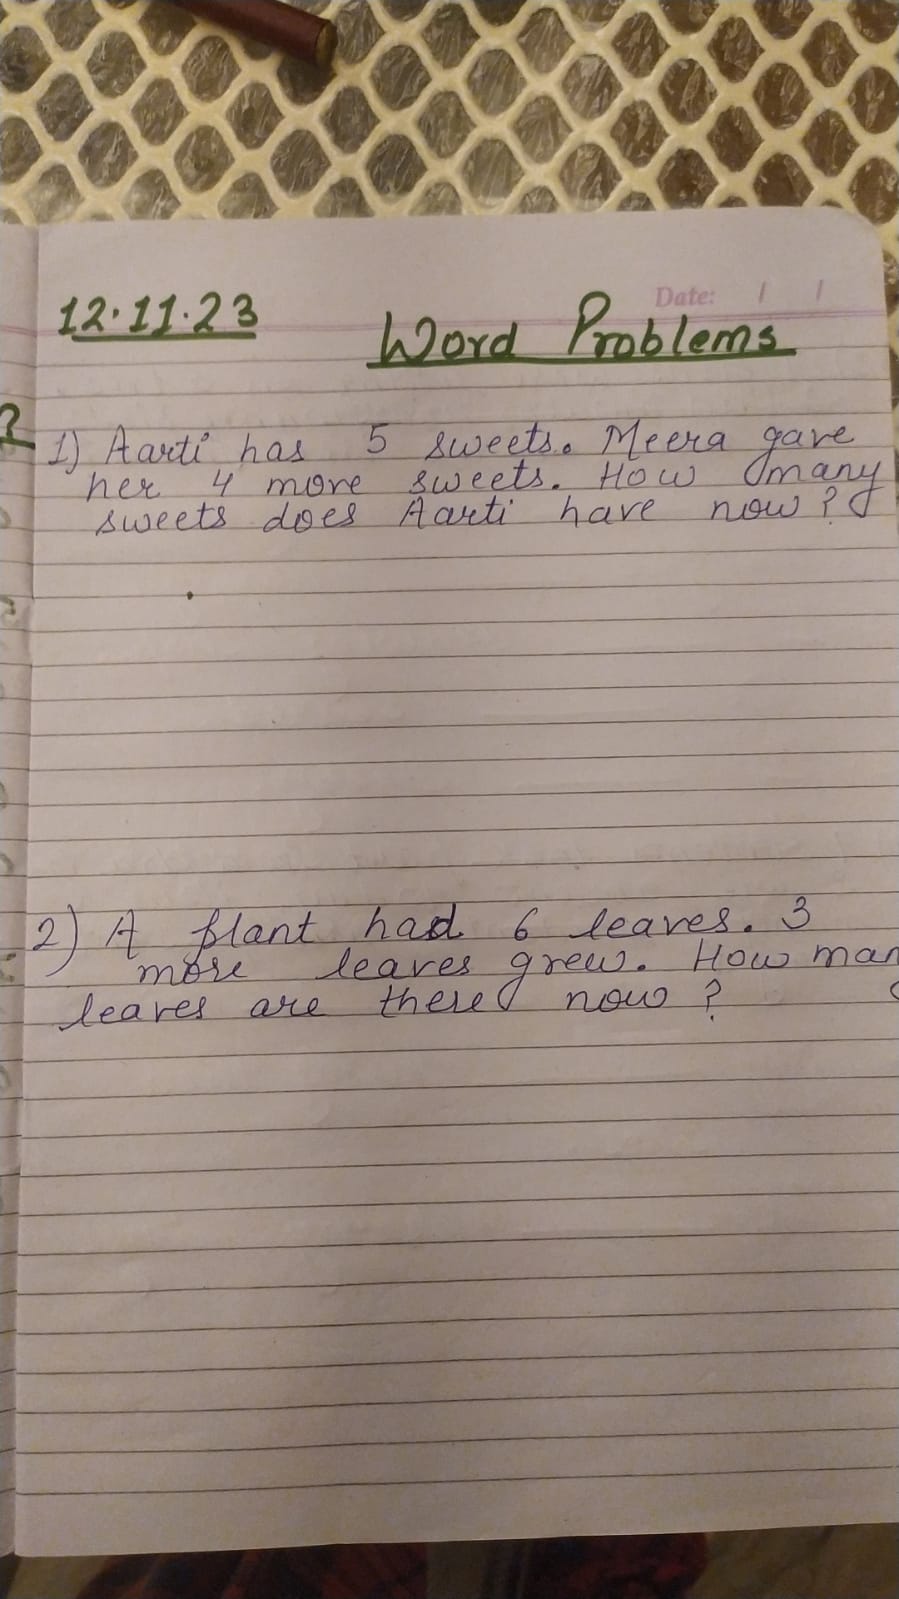 Date: / /
12.11.23 Word Problems
1) Aarti has 5 sweets. Meera gave
her 4 more sweets. How many
sweets does Aarti have now?
2) A plant had 6 leaves. 3
more leaves grew. How man
leaves are there now?